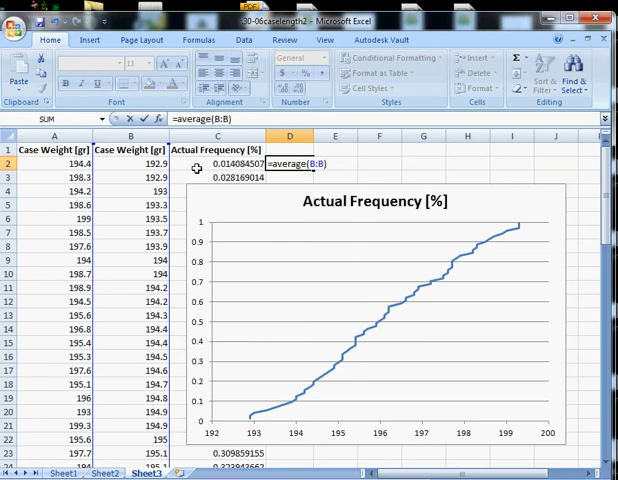 30-06caselength2 - Microsoft Excel
Home Insert Page Layout Formulas Data Review View Autodesk Vault
Paste
11
B I U
General
$ % ,
Conditional Formatting
Format as Table
Cell Styles
Insert
Delete
Format
Sort & Filter
Find & Select
Clipboard Font Alignment Number Styles Cells Editing
SUM =average(B:B)
A B C D E F G H I
1 Case Weight [gr] Case Weight [gr] Actual Frequency [%]
2 194.4 192.9 0.014084507 =average(B:B)
3 198.3 192.9 0.028169014
4 194.2 193
5 198.6 193.3
6 199 193.5
7 198.5 193.7
8 197.6 193.9
9 194 194
10 198.7 194
11 198.9 194.2
12 194.5 194.2
13 195.6 194.3
14 196.8 194.4
15 195.4 194.4
16 195.3 194.5
17 197.6 194.6
18 195.1 194.7
19 196 194.8
20 193 194.9
21 199.3 194.9
22 195.6 195
23 197.7 195.1 0.309859155
24 194 195.1 0.323943662
Actual Frequency [%]
1
0.9
0.8
0.7
0.6
0.5
0.4
0.3
0.2
0.1
0
192 193 194 195 196 197 198 199 200
Sheet1 Sheet2 Sheet3